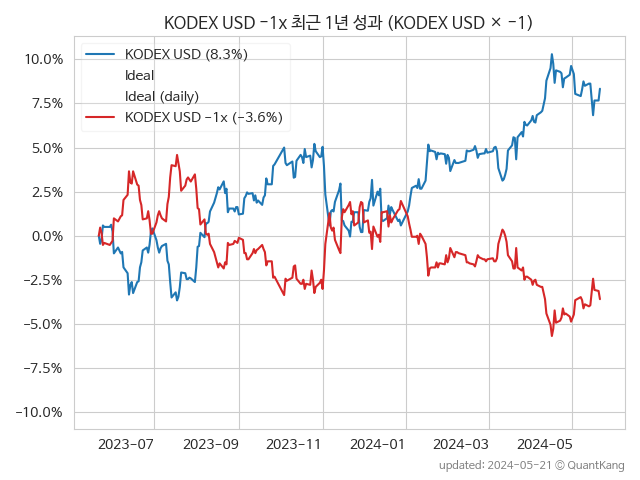 KODEX USD -1x 최근 1년 성과 (KODEX USD × -1)
KODEX USD (8.3%)
Ideal
Ideal (daily)
KODEX USD -1x (-3.6%)
10.0%
7.5%
5.0%
2.5%
0.0%
-2.5%
-5.0%
-7.5%
-10.0%
2023-07 2023-09 2023-11 2024-01 2024-03 2024-05
updated: 2024-05-21 © QuantKang